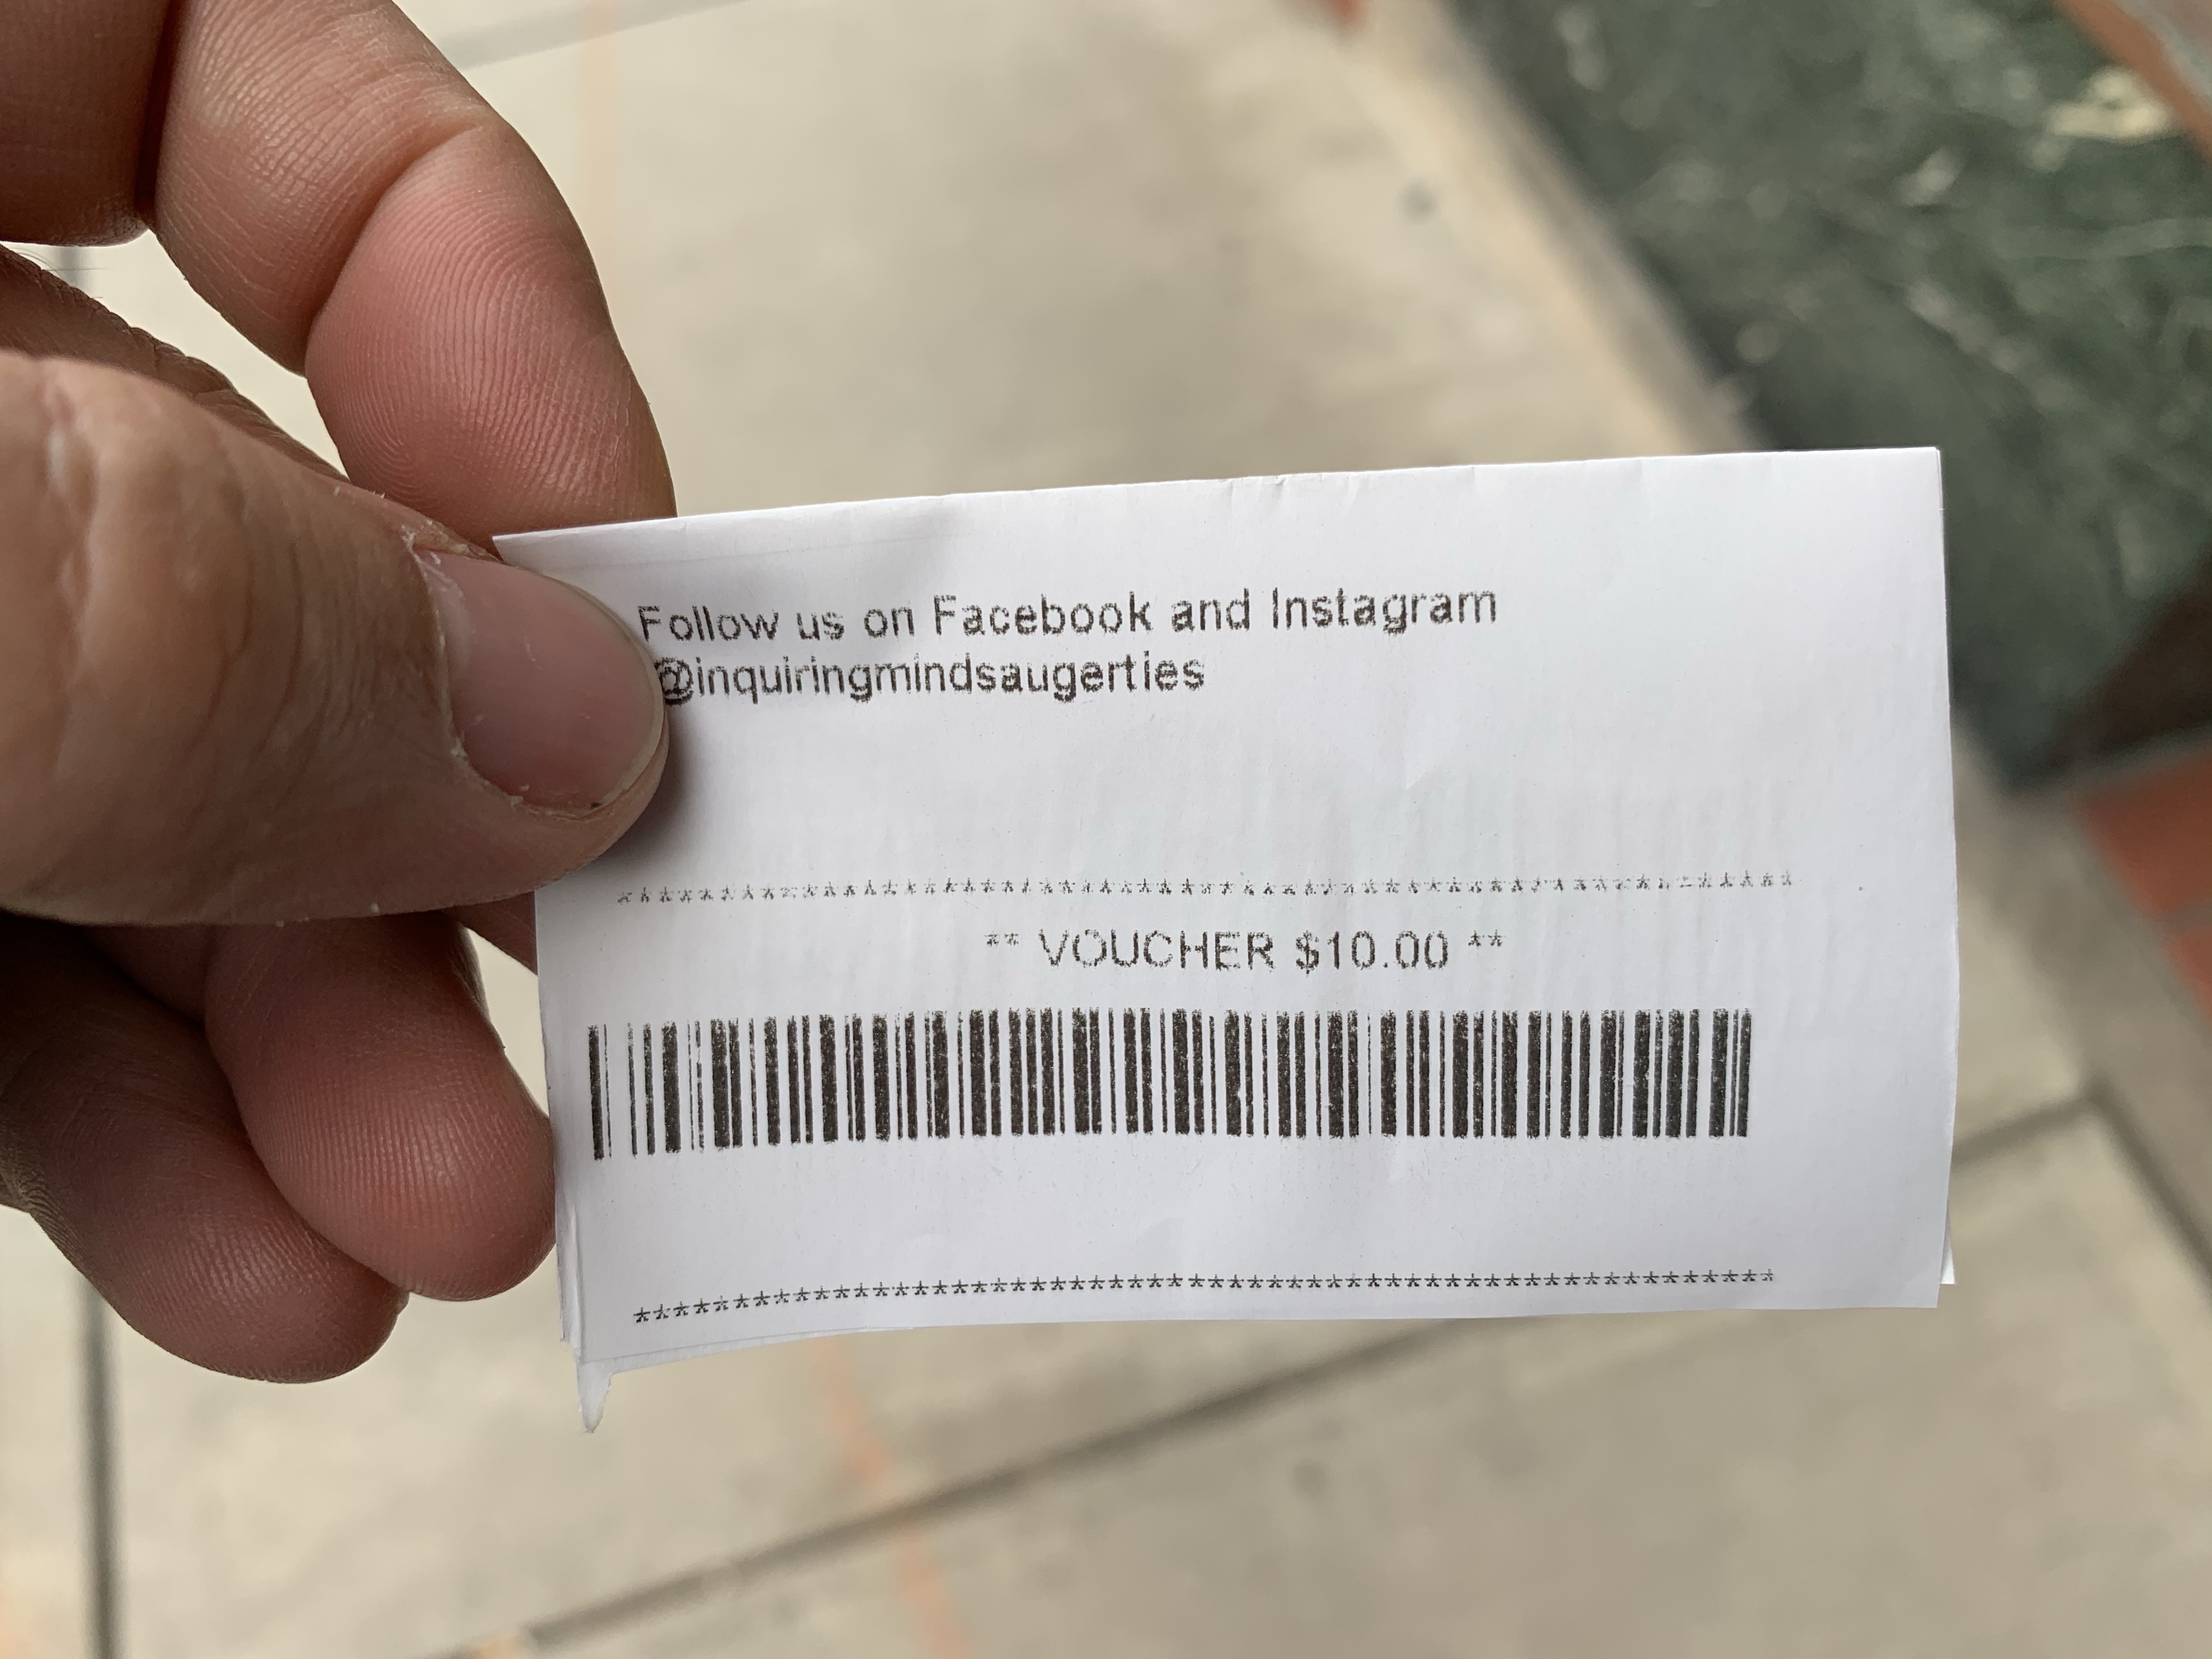 Follow us on Facebook and Instagram
@inquiringmindsaugerties
*********************************************************
** VOUCHER $10.00 **
*********************************************************